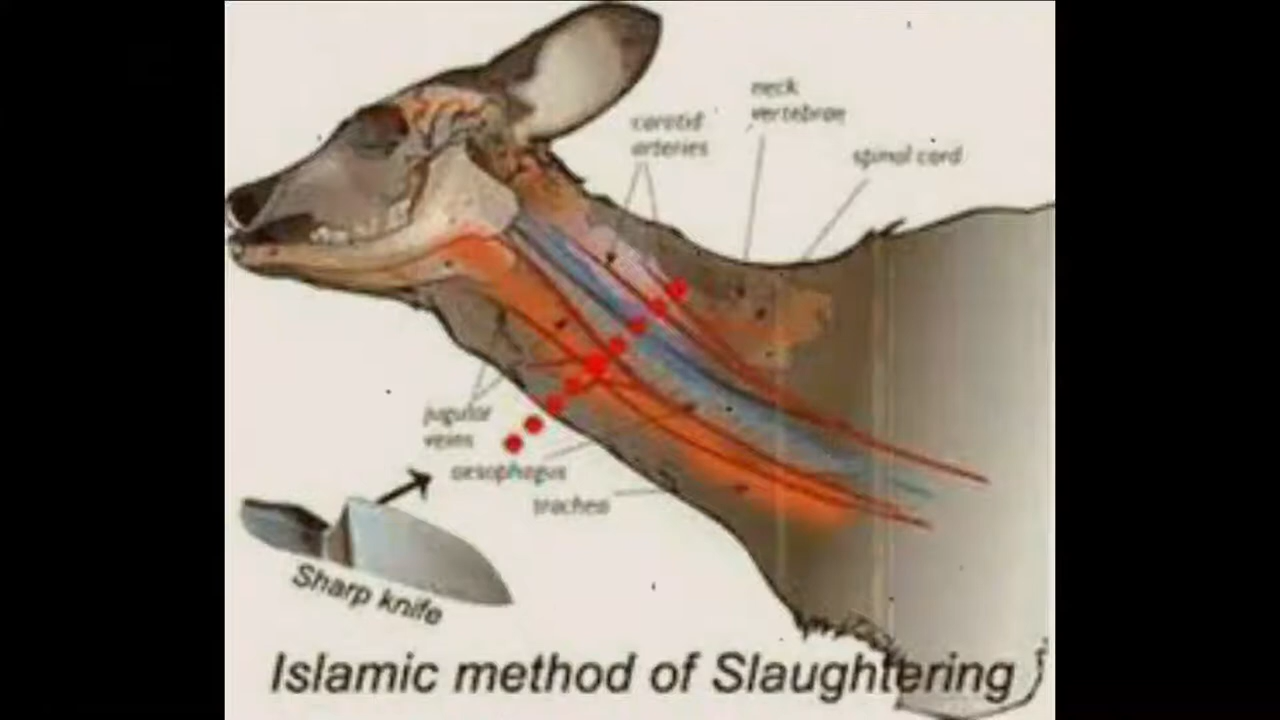 neck
vertebrae
carotid
arteries
spinal cord
jugular
veins
oesophagus
trachea
Sharp knife
Islamic method of Slaughtering